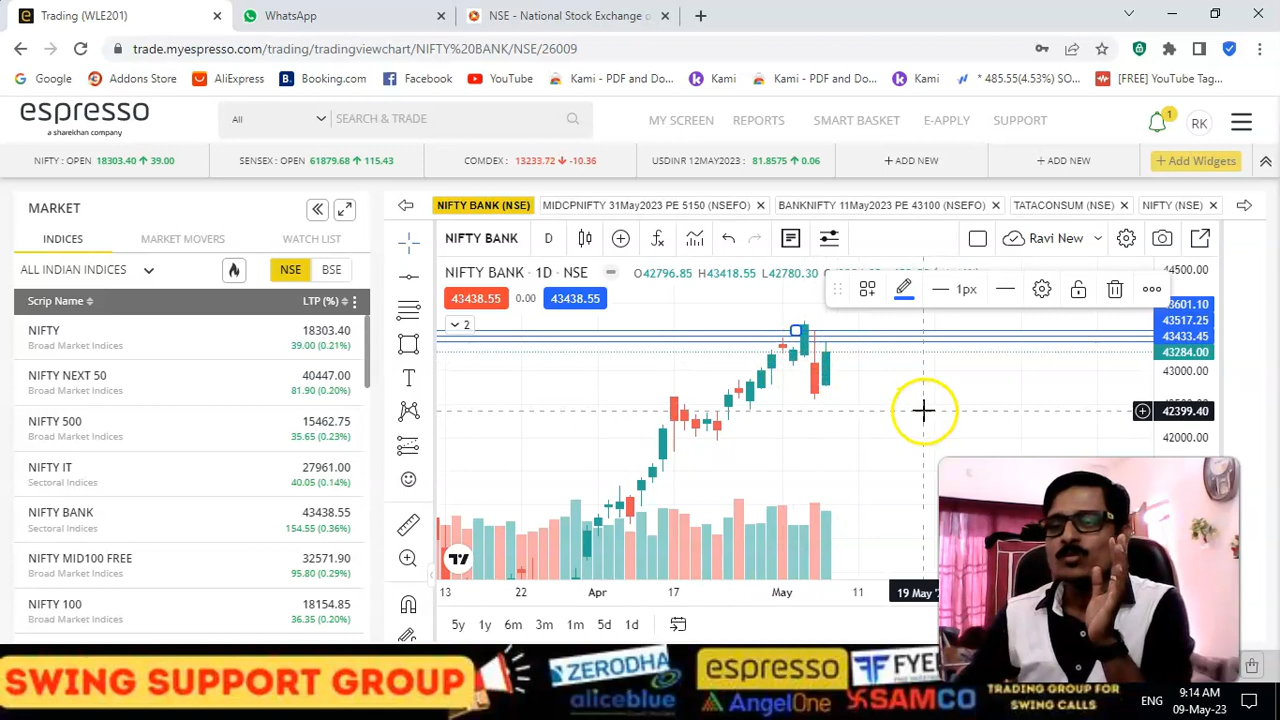 Trading (WLE201)
WhatsApp
NSE - National Stock Exchange o
trade.myespresso.com/trading/tradingviewchart/NIFTY%20BANK/NSE/26009
Google
Addons Store
AliExpress
Booking.com
Facebook
YouTube
Kami - PDF and Do...
Kami
Kami - PDF and Do...
Kami
* 485.55(4.53%) SO...
[FREE] YouTube Tag...
espresso
a sharekhan company
All
SEARCH & TRADE
MY SCREEN
REPORTS
SMART BASKET
E-APPLY
SUPPORT
1
RK
NIFTY : OPEN 18303.40 39.00
SENSEX : OPEN 61879.68 115.43
COMDEX : 13233.72 -10.36
USDINR 12MAY2023 : 81.8575 0.06
+ ADD NEW
+ ADD NEW
+ Add Widgets
MARKET
INDICES
MARKET MOVERS
WATCH LIST
ALL INDIAN INDICES
NSE
BSE
Scrip Name
LTP (%)
NIFTY 18303.40
Broad Market Indices 39.00 (0.21%)
NIFTY NEXT 50 40447.00
Broad Market Indices 81.90 (0.20%)
NIFTY 500 15462.75
Broad Market Indices 35.65 (0.23%)
NIFTY IT 27961.00
Sectoral Indices 40.05 (0.14%)
NIFTY BANK 43438.55
Sectoral Indices 154.55 (0.36%)
NIFTY MID100 FREE 32571.90
Broad Market Indices 95.80 (0.29%)
NIFTY 100 18154.85
Broad Market Indices 36.35 (0.20%)
NIFTY BANK (NSE)
MIDCPNIFTY 31May2023 PE 5150 (NSEFO)
BANKNIFTY 11May2023 PE 43100 (NSEFO)
TATACONSUM (NSE)
NIFTY (NSE)
NIFTY BANK
D
Ravi New
NIFTY BANK · 1D · NSE
O42796.85 H43418.55 L42780.30
1px
43438.55
0.00
43438.55
2
44500.00
43601.10
43517.25
43433.45
43284.00
43000.00
42399.40
42000.00
13
22
Apr
17
May
11
19 May '
5y
1y
6m
3m
1m
5d
1d
SWING SUPPORT GROUP
ZERODHA
aliceblue
espresso
AngelOne
FYE
SAMCO
TRADING GROUP FOR
SWING CALLS
ENG
9:14 AM
09-May-23